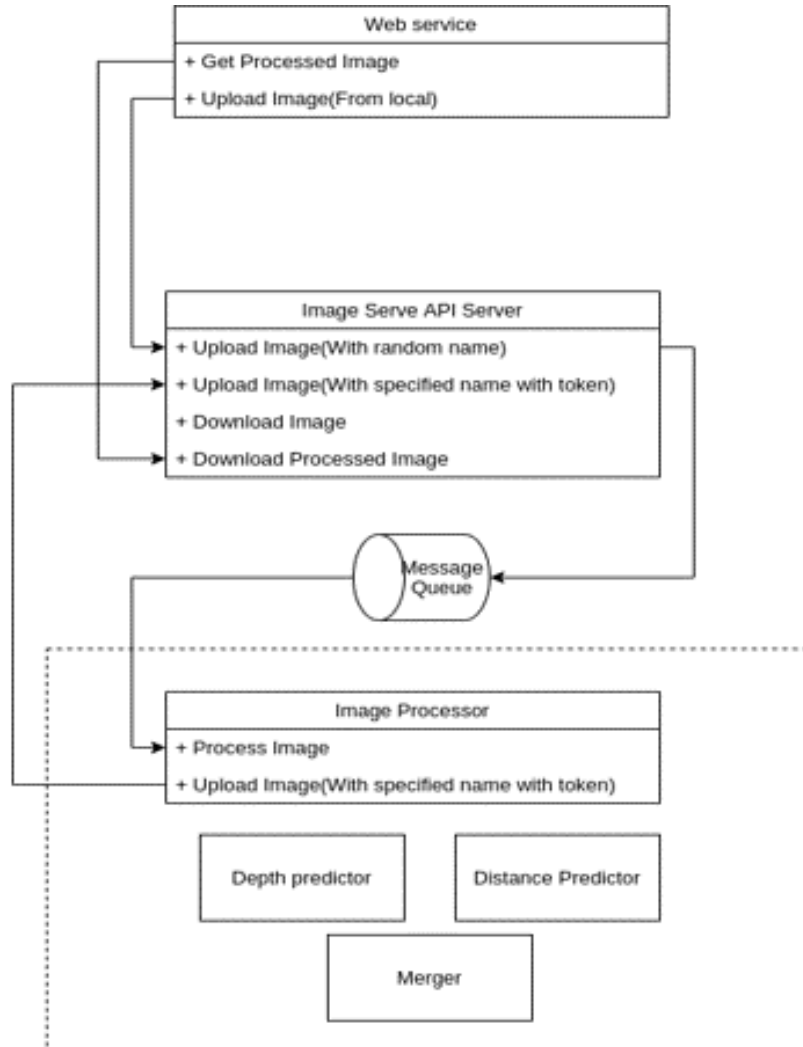 Web service
+ Get Processed Image
+ Upload Image(From local)
Image Serve API Server
+ Upload Image(With random name)
+ Upload Image(With specified name with token)
+ Download Image
+ Download Processed Image
Message
Queue
Image Processor
+ Process Image
+ Upload Image(With specified name with token)
Depth predictor
Distance Predictor
Merger